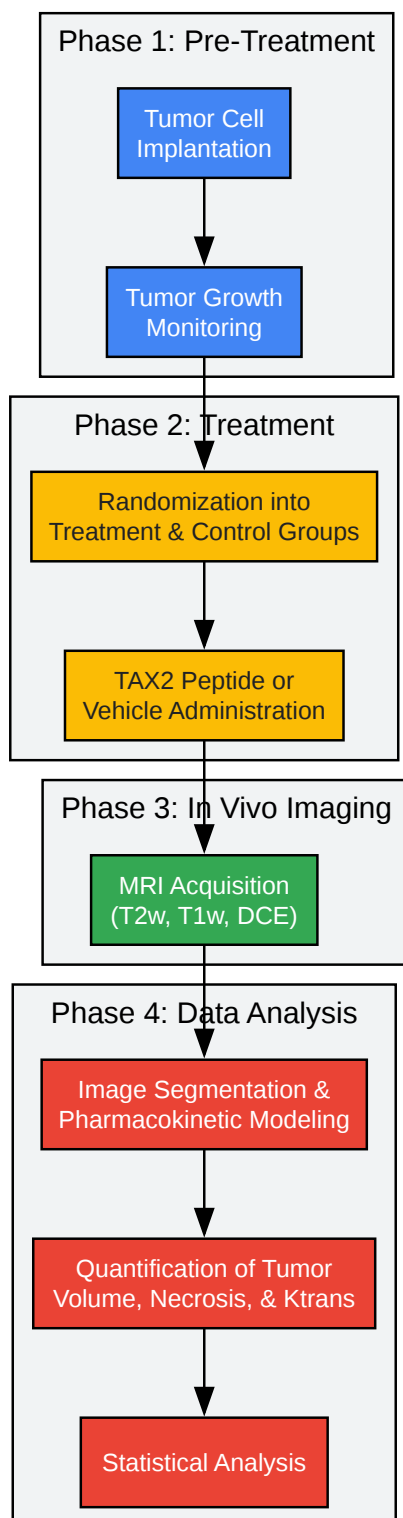 Phase 1: Pre-Treatment
Tumor Cell
Implantation
Tumor Growth
Monitoring
Phase 2: Treatment
Randomization into
Treatment & Control Groups
TAX2 Peptide or
Vehicle Administration
Phase 3: In Vivo Imaging
MRI Acquisition
(T2w, T1w, DCE)
Phase 4: Data Analysis
Image Segmentation &
Pharmacokinetic Modeling
Quantification of Tumor
Volume, Necrosis, & Ktrans
Statistical Analysis